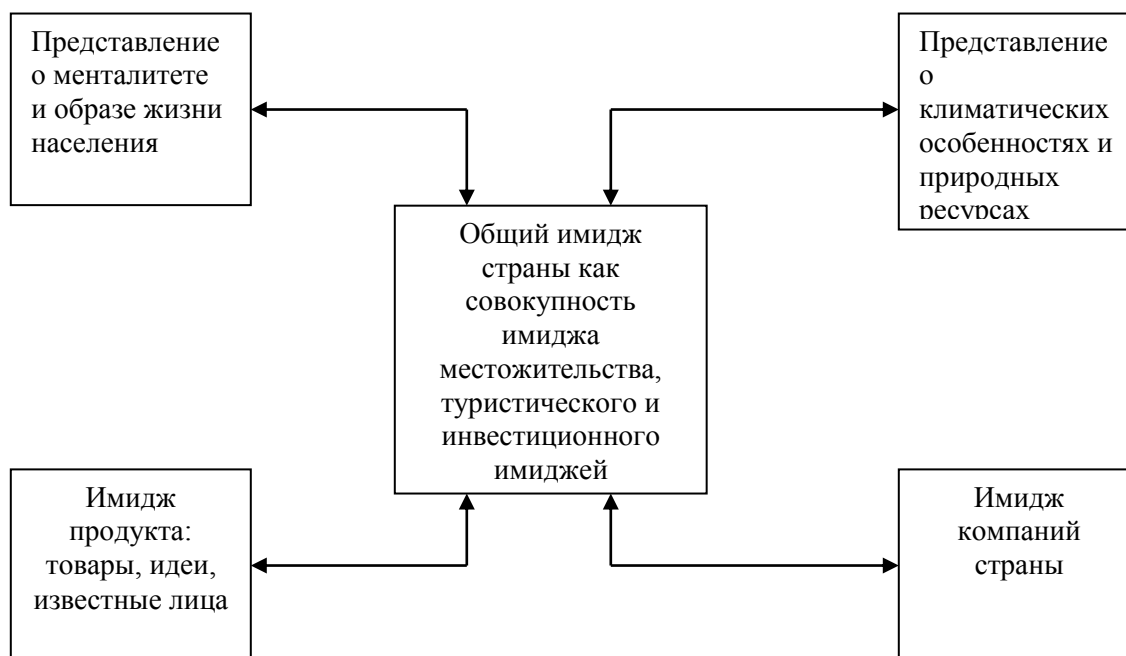 Представление
о менталитете
и образе жизни
населения
Представление
о
климатических
особенностях и
природных
ресурсах
Общий имидж
страны как
совокупность
имиджа
местожительства,
туристического и
инвестиционного
имиджей
Имидж
продукта:
товары, идеи,
известные лица
Имидж
компаний
страны